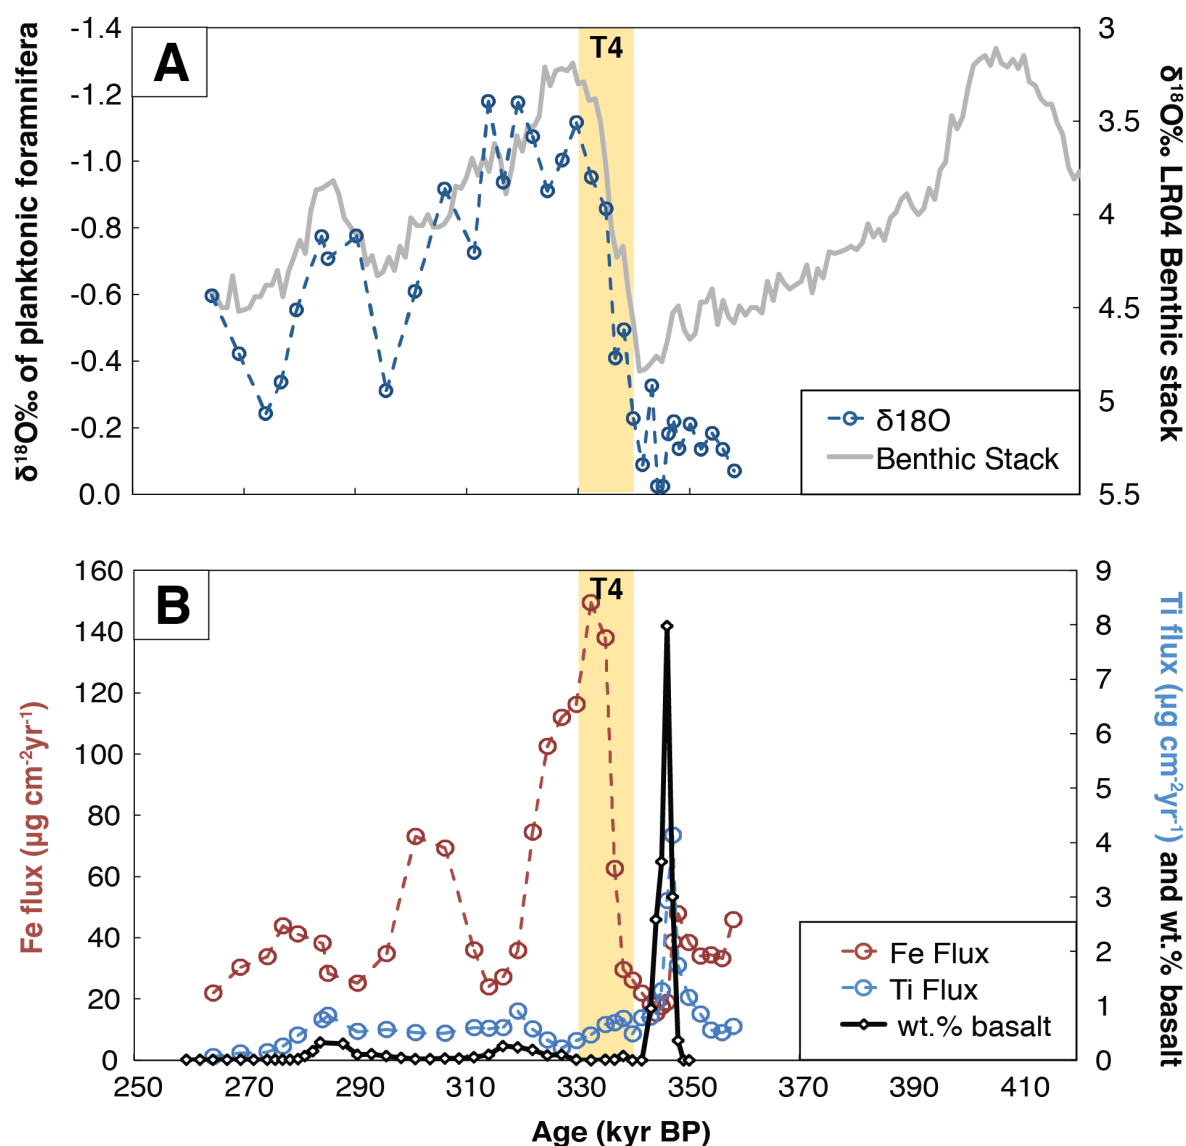 A
T4
-1.4
-1.2
-1.0
-0.8
-0.6
-0.4
-0.2
0.0
δ¹⁸O‰ of planktonic foramnifera
3
3.5
4
4.5
5
5.5
δ¹⁸O‰ LR04 Benthic stack
δ18O
Benthic Stack
B
T4
160
140
120
100
80
60
40
20
0
Fe flux (µg cm⁻²yr⁻¹)
9
8
7
6
5
4
3
2
1
0
Ti flux (µg cm⁻²yr⁻¹) and wt.% basalt
Fe Flux
Ti Flux
wt.% basalt
250 270 290 310 330 350 370 390 410
Age (kyr BP)